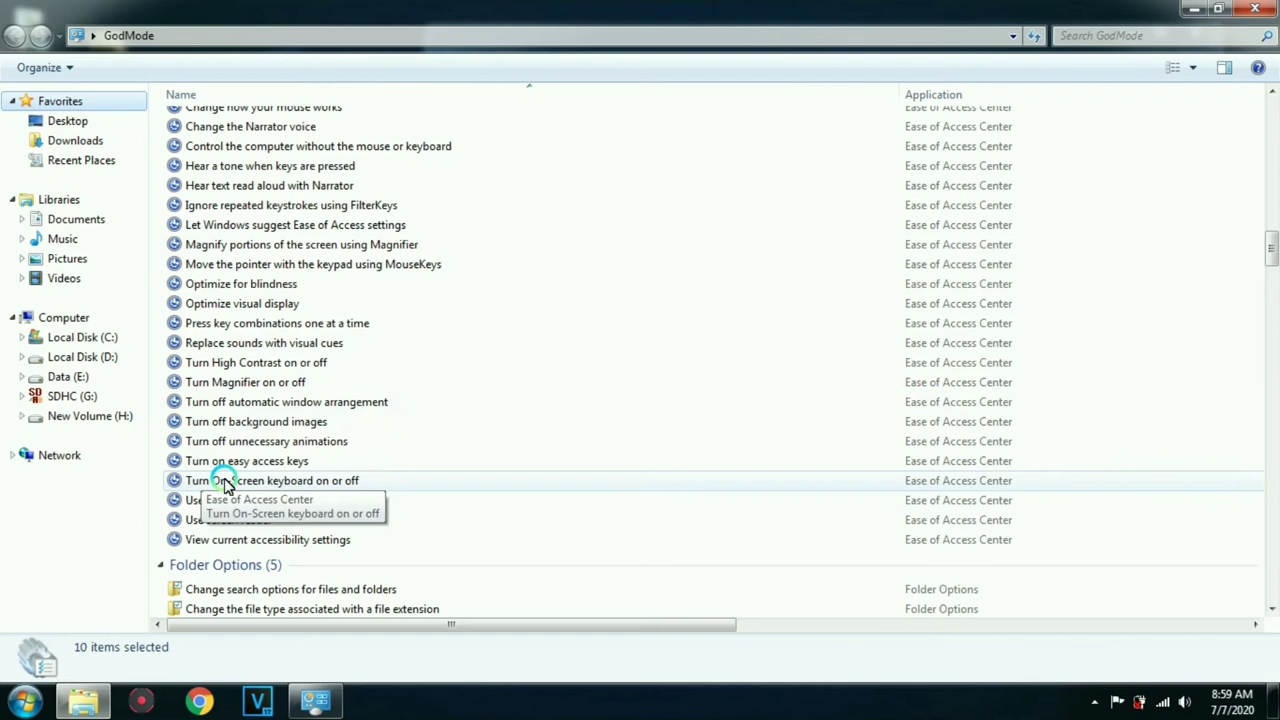 GodMode
Search GodMode
Organize
Name
Application
Favorites
Desktop
Downloads
Recent Places
Libraries
Documents
Music
Pictures
Videos
Computer
Local Disk (C:)
Local Disk (D:)
Data (E:)
SDHC (G:)
New Volume (H:)
Network
Change how your mouse works Ease of Access Center
Change the Narrator voice Ease of Access Center
Control the computer without the mouse or keyboard Ease of Access Center
Hear a tone when keys are pressed Ease of Access Center
Hear text read aloud with Narrator Ease of Access Center
Ignore repeated keystrokes using FilterKeys Ease of Access Center
Let Windows suggest Ease of Access settings Ease of Access Center
Magnify portions of the screen using Magnifier Ease of Access Center
Move the pointer with the keypad using MouseKeys Ease of Access Center
Optimize for blindness Ease of Access Center
Optimize visual display Ease of Access Center
Press key combinations one at a time Ease of Access Center
Replace sounds with visual cues Ease of Access Center
Turn High Contrast on or off Ease of Access Center
Turn Magnifier on or off Ease of Access Center
Turn off automatic window arrangement Ease of Access Center
Turn off background images Ease of Access Center
Turn off unnecessary animations Ease of Access Center
Turn on easy access keys Ease of Access Center
Turn On-Screen keyboard on or off Ease of Access Center
Ease of Access Center
Turn On-Screen keyboard on or off
Ease of Access Center
Ease of Access Center
View current accessibility settings Ease of Access Center
Folder Options (5)
Change search options for files and folders Folder Options
Change the file type associated with a file extension Folder Options
10 items selected
8:59 AM
7/7/2020